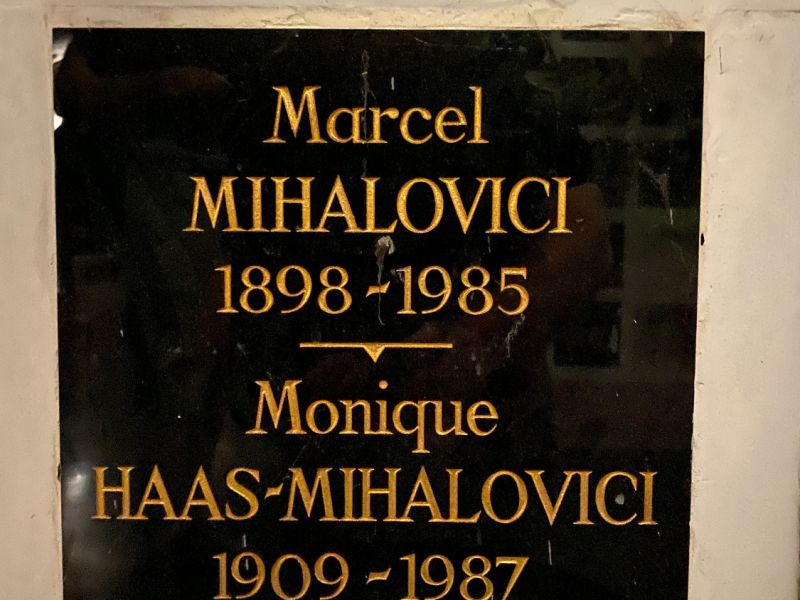 Marcel
MIHALOVICI
1898-1985
Monique
HAAS-MIHALOVICI
1909-1987